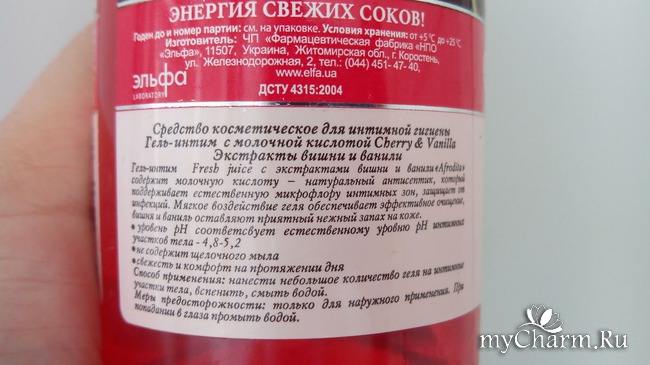 ЭНЕРГИЯ СВЕЖИХ СОКОВ!
Годен до и номер партии: см. на упаковке. Условия хранения: от +5°С до +25°С
Изготовитель: ЧП «Фармацевтическая фабрика «НПО
«Эльфа», 11507, Украина, Житомирская обл., г. Коростень,
ул. Железнодорожная, 2, тел.: (044) 451- 47-40,
www.elfa.ua
эльфа
LABORATORY
ДСТУ 4315:2004
Средство косметическое для интимной гигиены
Гель-интим с молочной кислотой Cherry & Vanilla
Экстракты вишни и ванили
Гель-интим Fresh juice с экстрактами вишни и ванили «Afrodita»
содержит молочную кислоту – натуральный антисептик, который
поддерживает естественную микрофлору интимных зон, защищает от
инфекций. Мягкое воздействие геля обеспечивает эффективное очищение,
вишня и ваниль оставляют приятный нежный запах на коже.
•уровень pH соответсвует естественному уровню pH интимных
участков тела - 4,8-5,2
•не содержит щелочного мыла
•свежесть и комфорт на протяжении дня
Способ применения: нанести небольшое количество геля на интимные
участки тела, вспенить, смыть водой.
Меры предосторожности: только для наружного применения. При
попадании в глаза промыть водой.
myCharm.Ru